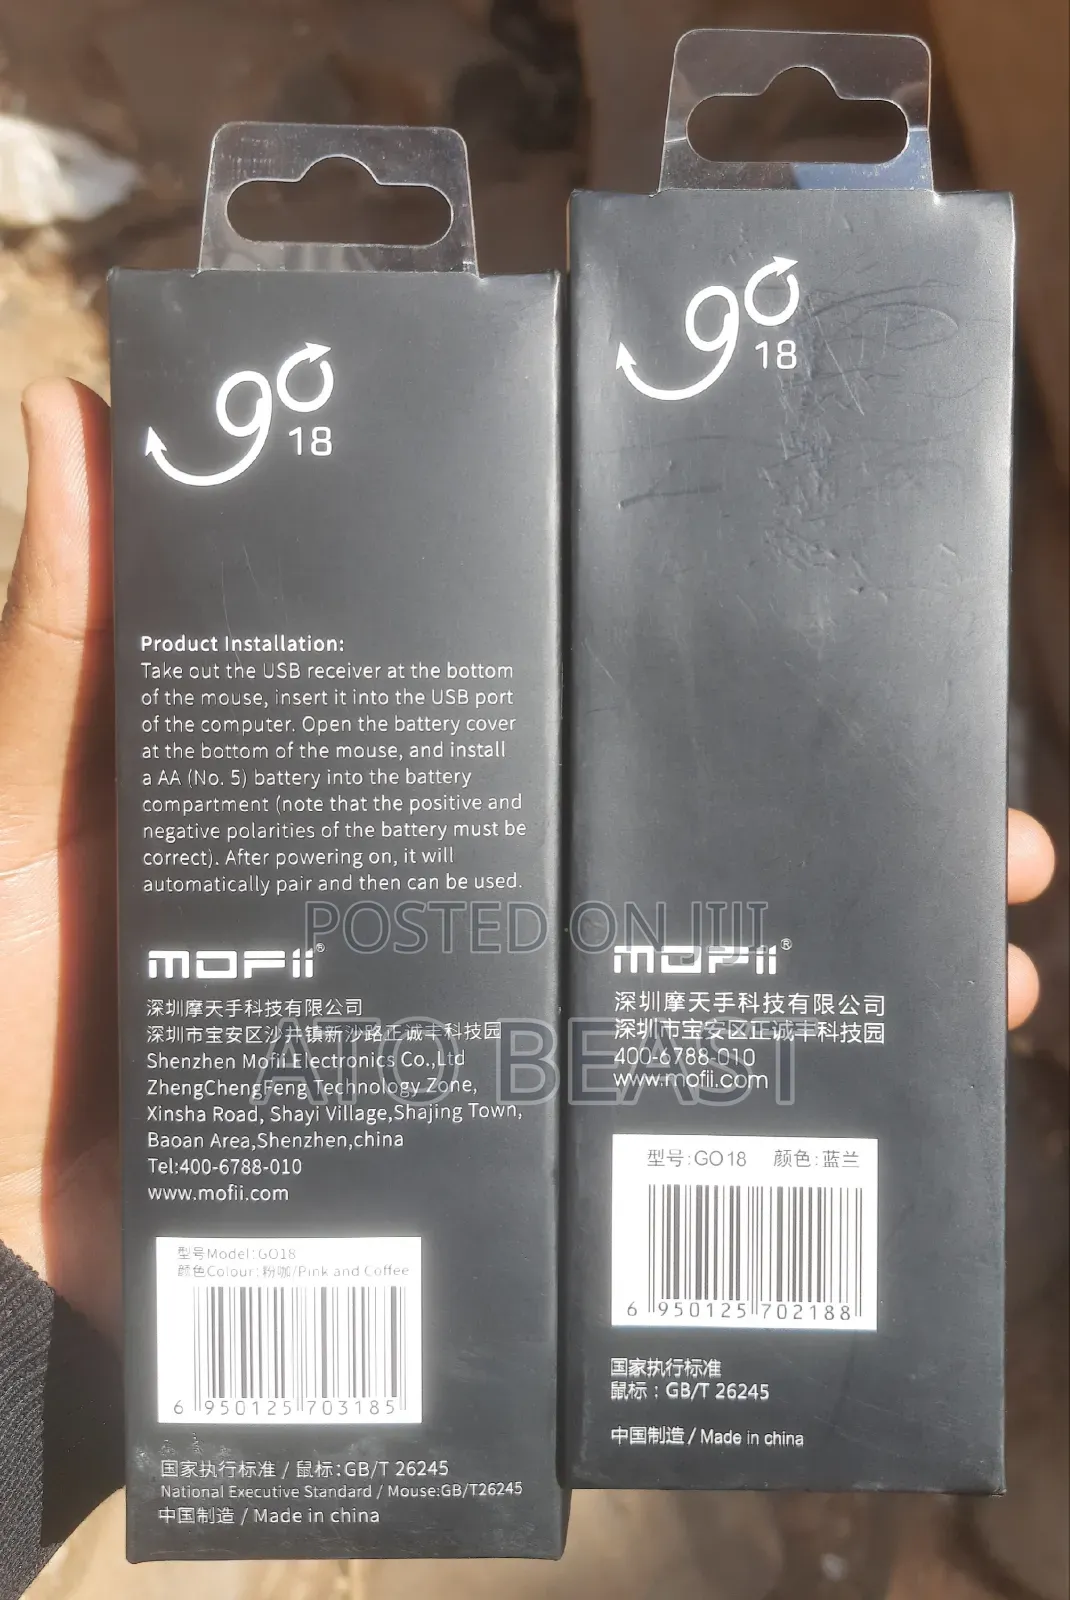 go
18
Product Installation:
Take out the USB receiver at the bottom
of the mouse, insert it into the USB port
of the computer. Open the battery cover
at the bottom of the mouse, and install
a AA (No. 5) battery into the battery
compartment (note that the positive and
negative polarities of the battery must be
correct). After powering on, it will
automatically pair and then can be used.
MOFii®
深圳摩天手科技有限公司
深圳市宝安区沙井镇新沙路正诚丰科技园
Shenzhen Mofii Electronics Co.,Ltd
ZhengChengFeng Technology Zone,
Xinsha Road, Shayi Village,Shajing Town,
Baoan Area,Shenzhen,china
Tel:400-6788-010
www.mofii.com
型号Model:GO18
颜色Colour:粉咖/Pink and Coffee
6 950125 703185
国家执行标准 / 鼠标:GB/T 26245
National Executive Standard / Mouse:GB/T26245
中国制造 / Made in china
go
18
MOFii®
深圳摩天手科技有限公司
深圳市宝安区正诚丰科技园
400-6788-010
www.mofii.com
型号:GO18 颜色:蓝兰
6 950125 702188
国家执行标准
鼠标：GB/T 26245
中国制造 / Made in china
POSTED ON JIJI
ATO BEAST